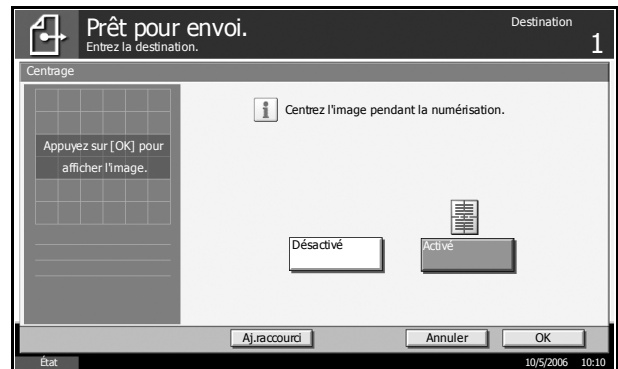 Prêt pour envoi.
Entrez la destination.
Destination
1
Centrage
Centrez l'image pendant la numérisation.
Appuyez sur [OK] pour
afficher l'image.
Désactivé
Activé
Aj.raccourci
Annuler
OK
État
10/5/2006 10:10